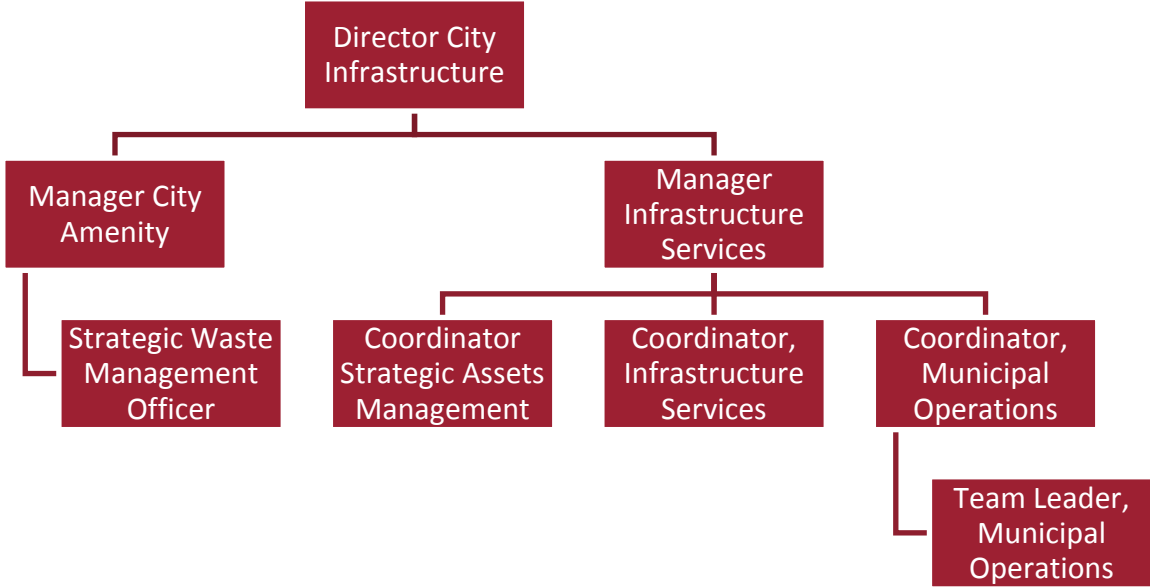 Director City
Infrastructure
Manager City
Amenity
Manager
Infrastructure
Services
Strategic Waste
Management
Officer
Coordinator
Strategic Assets
Management
Coordinator,
Infrastructure
Services
Coordinator,
Municipal
Operations
Team Leader,
Municipal
Operations